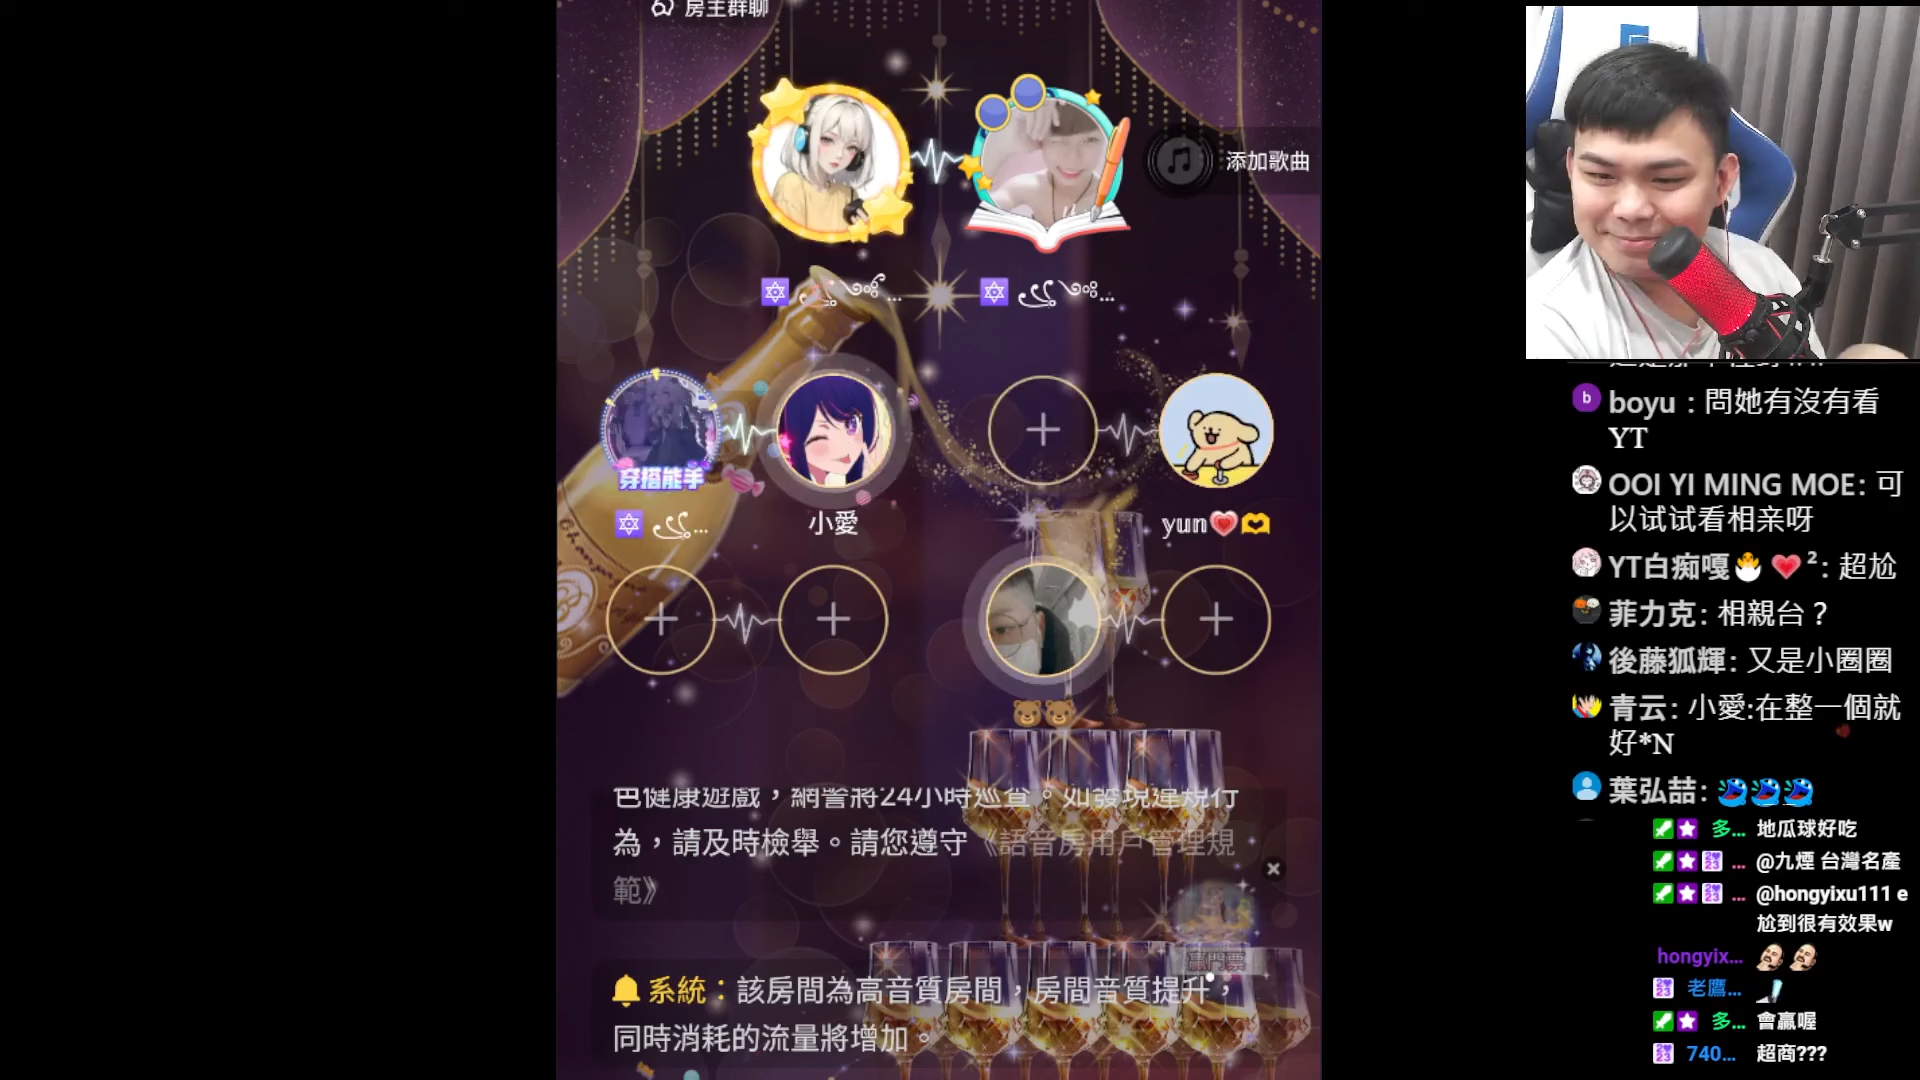 房主群聊
添加歌曲
穿搭能手
小愛
yun
色健康遊戲，網警將24小時巡查。如發現違規行
為，請及時檢舉。請您遵守《語音房用戶管理規
範》
系統：該房間為高音質房間，房間音質提升，
同時消耗的流量將增加。
boyu：問她有沒有看
YT
OOI YI MING MOE: 可
以试试看相亲呀
YT白痴嘎 ²: 超尬
菲力克: 相親台？
後藤狐輝: 又是小圈圈
青云: 小愛:在整一個就
好*N
葉弘喆:
多... 地瓜球好吃
... @九煙 台灣名產
... @hongyixu111 e
尬到很有效果w
hongyix...
老鷹...
多... 會贏喔
740... 超商???